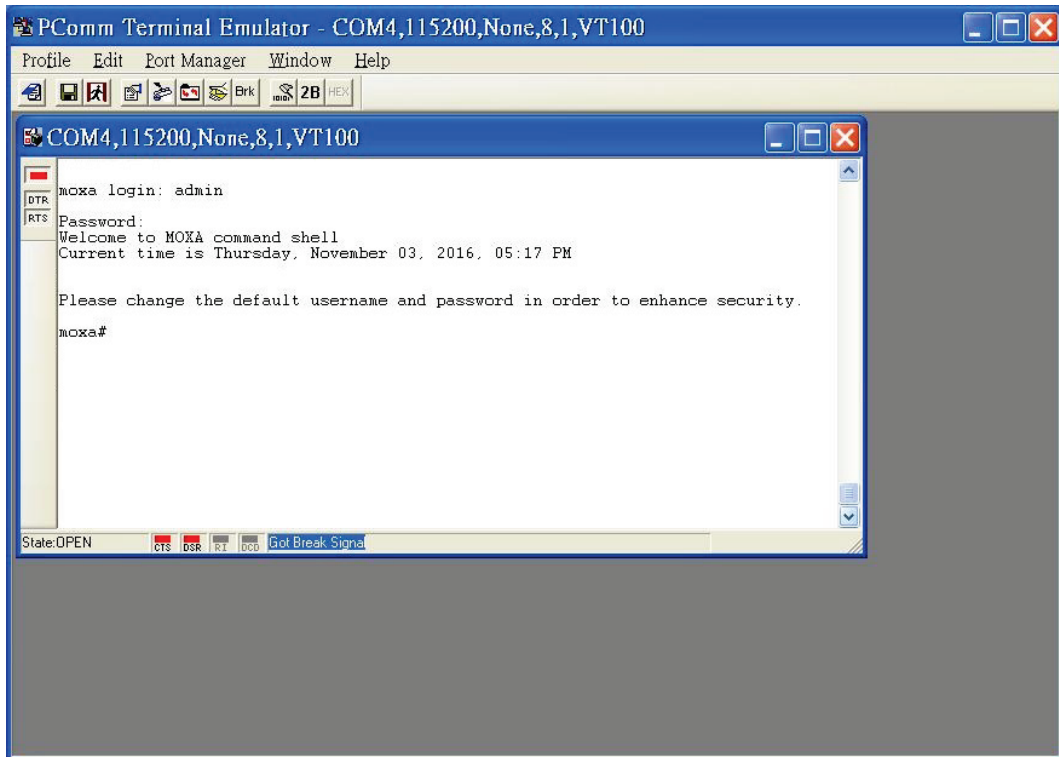 PComm Terminal Emulator - COM4,115200,None,8,1,VT100
Profile Edit Port Manager Window Help
Brk 2B HEX
COM4,115200,None,8,1,VT100
DTR
RTS
moxa login: admin
Password:
Welcome to MOXA command shell
Current time is Thursday, November 03, 2016, 05:17 PM
Please change the default username and password in order to enhance security.
moxa#
State:OPEN CTS DSR RI DCD Got Break Signal